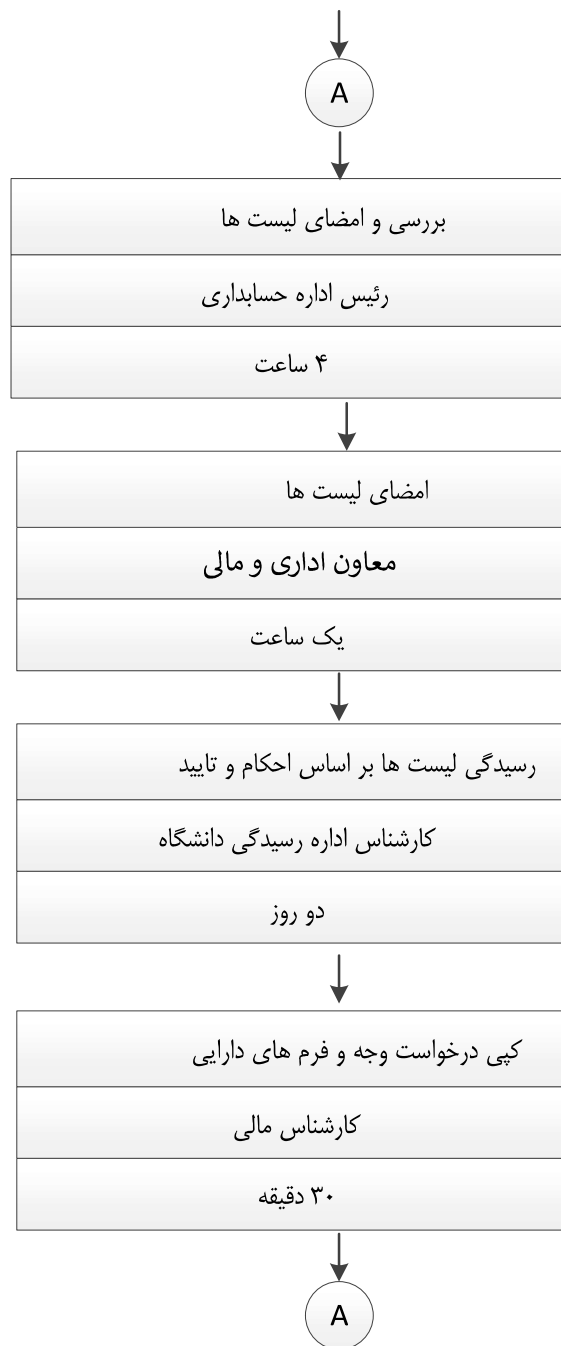 A
بررسی و امضای لیست ها
رئیس اداره حسابداری
۴ ساعت
امضای لیست ها
معاون اداری و مالی
یک ساعت
رسیدگی لیست ها بر اساس احکام و تایید
کارشناس اداره رسیدگی دانشگاه
دو روز
کپی درخواست وجه و فرم های دارایی
کارشناس مالی
۳۰ دقیقه
A